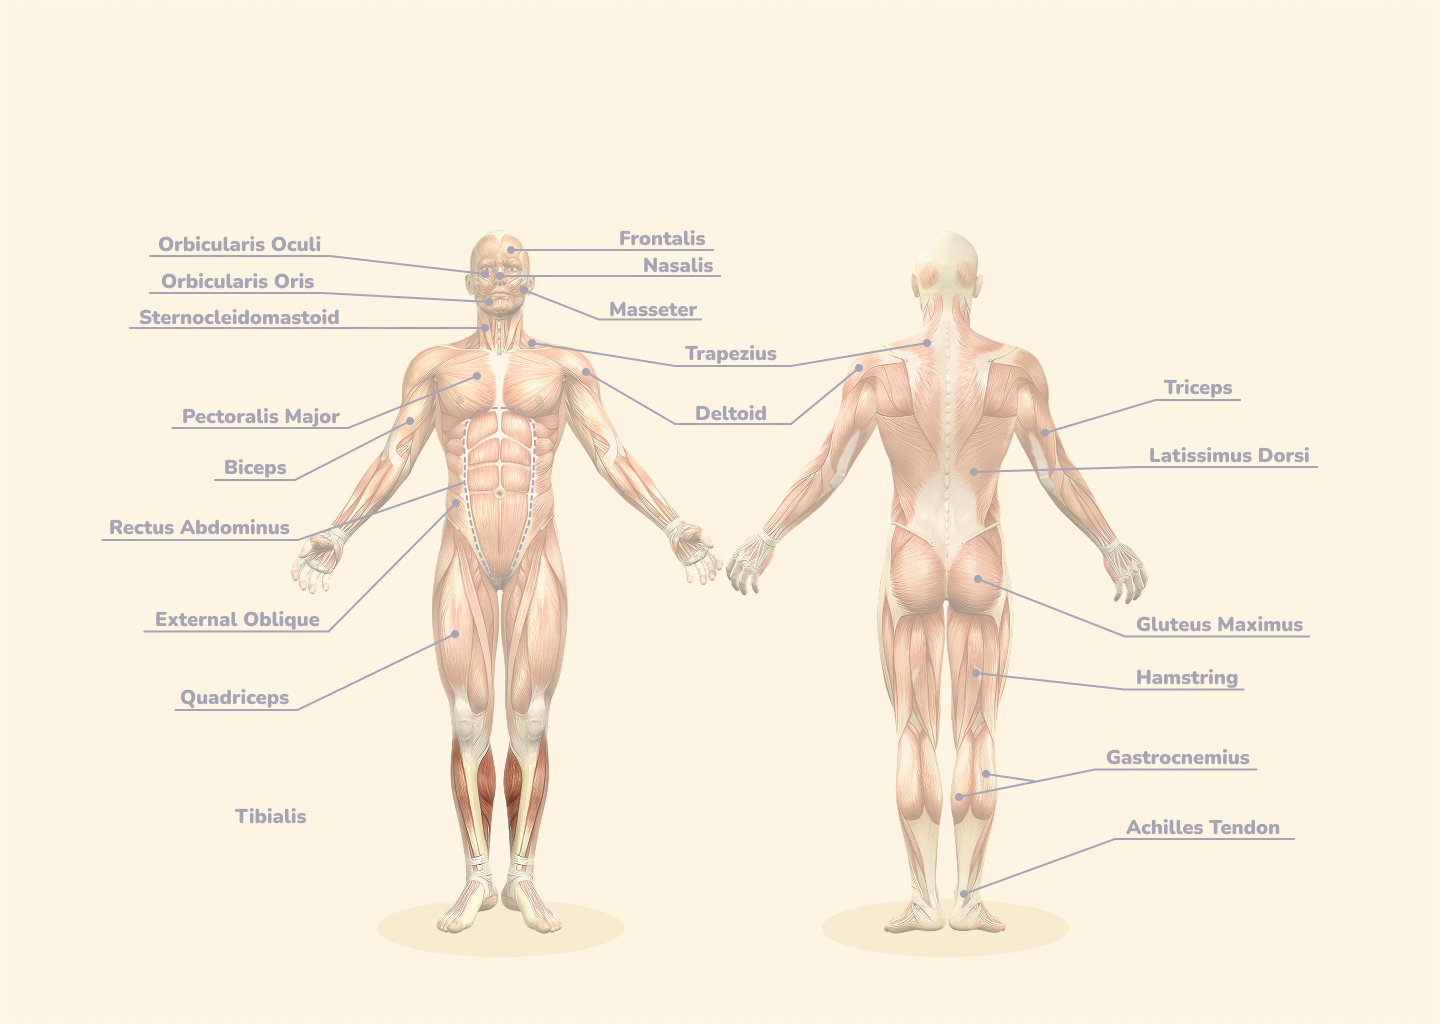 Orbicularis Oculi
Frontalis
Nasalis
Orbicularis Oris
Masseter
Sternocleidomastoid
Trapezius
Triceps
Pectoralis Major
Deltoid
Latissimus Dorsi
Biceps
Rectus Abdominus
External Oblique
Gluteus Maximus
Hamstring
Quadriceps
Gastrocnemius
Tibialis
Achilles Tendon